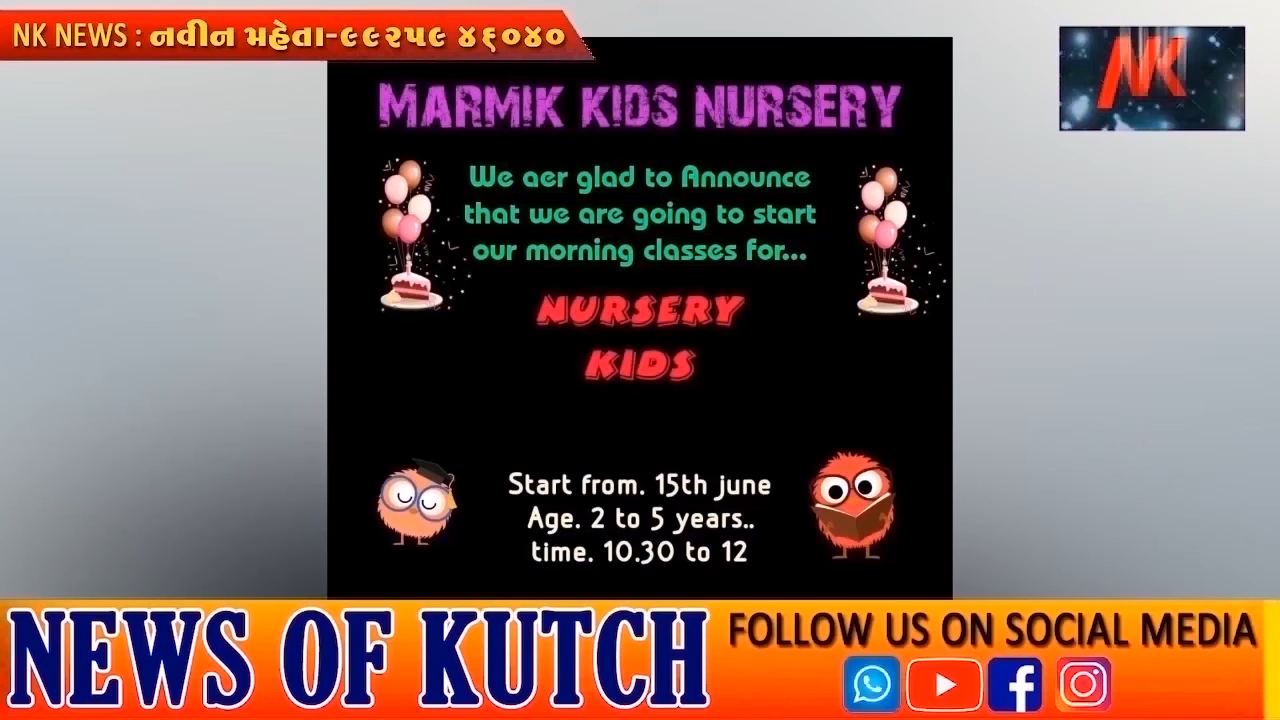 NK NEWS : નવીન મહેતા-૯૯૨૫૯ ૪૬૦૪૦
NK
MARMIK KIDS NURSERY
We aer glad to Announce
that we are going to start
our morning classes for...
NURSERY
KIDS
Start from. 15th june
Age. 2 to 5 years..
time. 10.30 to 12
NEWS OF KUTCH
FOLLOW US ON SOCIAL MEDIA